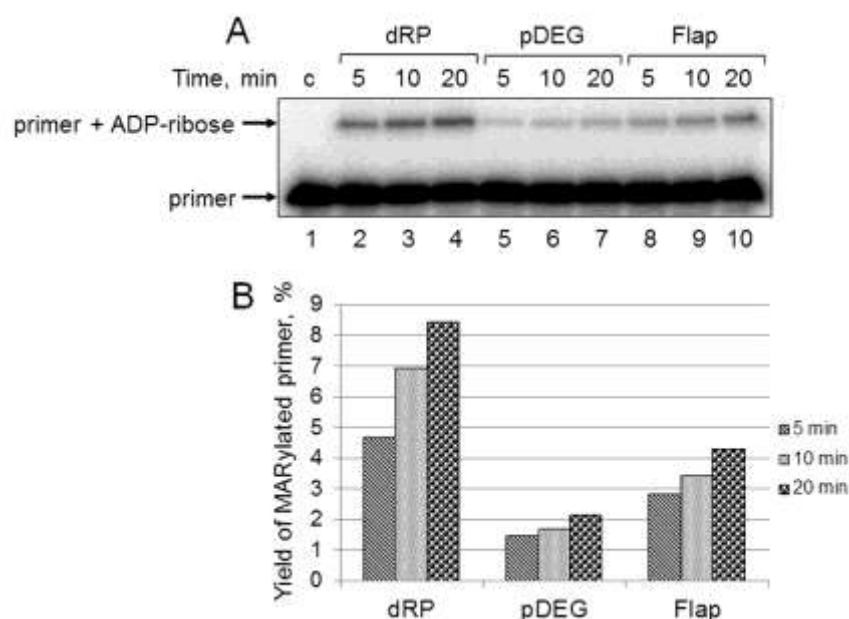 A
dRP pDEG Flap
Time, min c 5 10 20 5 10 20 5 10 20
primer + ADP-ribose
primer
1 2 3 4 5 6 7 8 9 10
B
Yield of MARylated primer, %
9
8
7
6
5
4
3
2
1
0
5 min
10 min
20 min
dRP pDEG Flap